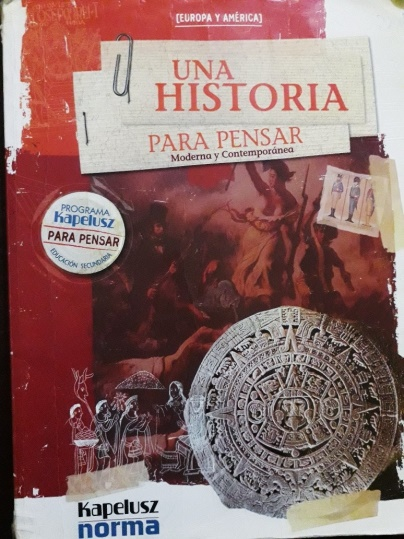 [EUROPA Y AMÉRICA]
UNA
HISTORIA
PARA PENSAR
Moderna y Contemporánea
PROGRAMA
Kapelusz
PARA PENSAR
EDUCACIÓN SECUNDARIA
Kapelusz
norma